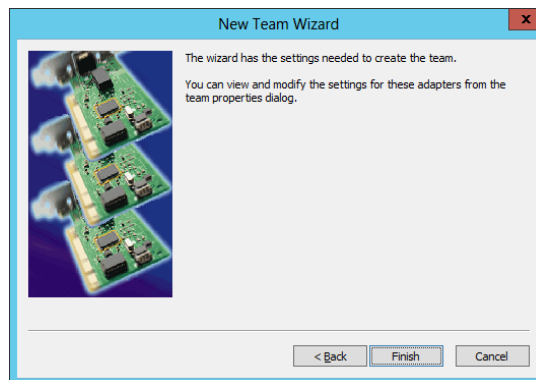 New Team Wizard
x
The wizard has the settings needed to create the team.
You can view and modify the settings for these adapters from the
team properties dialog.
< Back
Finish
Cancel